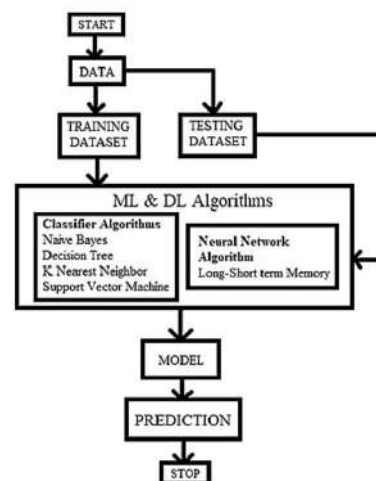 START
DATA
TRAINING
DATASET
TESTING
DATASET
ML & DL Algorithms
Classifier Algorithms
Naive Bayes
Decision Tree
K Nearest Neighbor
Support Vector Machine
Neural Network
Algorithm
Long-Short term Memory
MODEL
PREDICTION
STOP